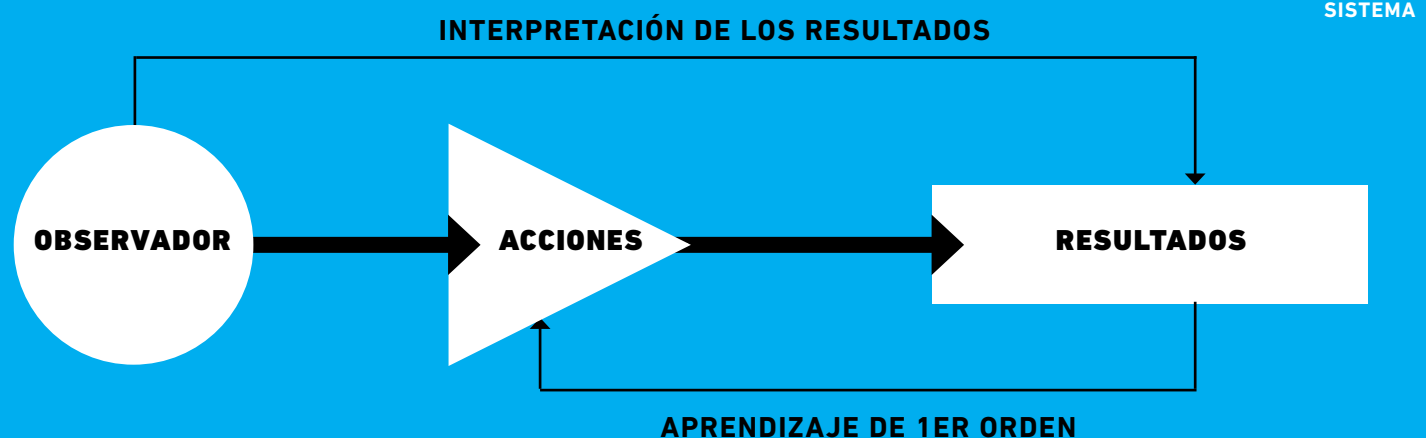 SISTEMA
INTERPRETACIÓN DE LOS RESULTADOS
OBSERVADOR
ACCIONES
RESULTADOS
APRENDIZAJE DE 1ER ORDEN